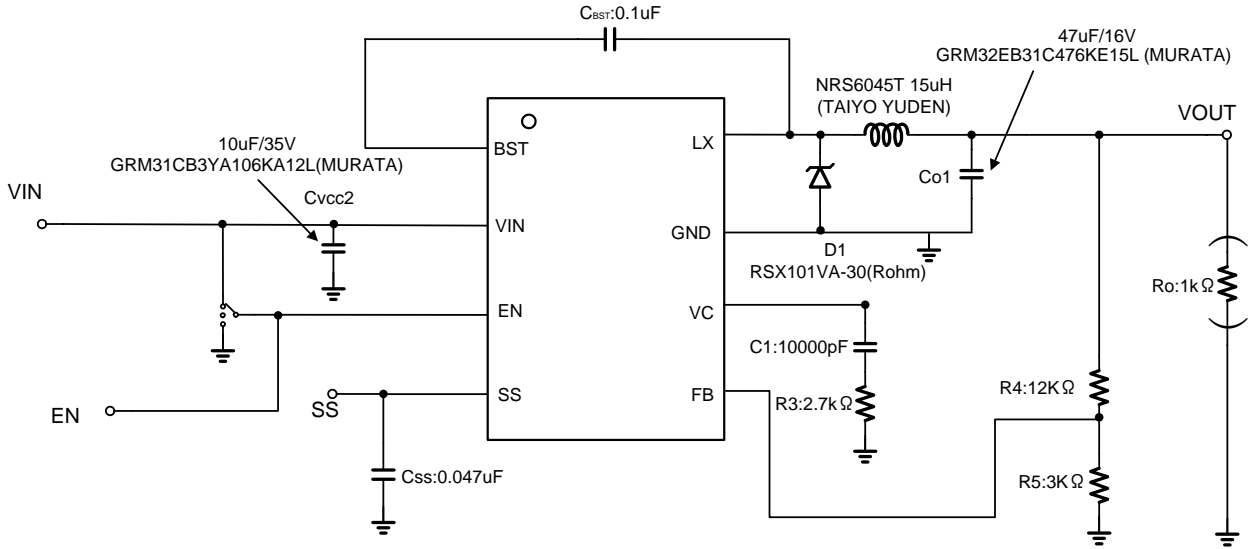 CBST:0.1uF
47uF/16V
GRM32EB31C476KE15L (MURATA)
NRS6045T 15uH
(TAIYO YUDEN)
VOUT
10uF/35V
GRM31CB3YA106KA12L(MURATA)
Cvcc2
VIN
BST
LX
Co1
VIN
GND
D1
RSX101VA-30(Rohm)
Ro:1kΩ
EN
VC
C1:10000pF
EN
SS
SS
FB
R3:2.7kΩ
R4:12KΩ
Css:0.047uF
R5:3KΩ